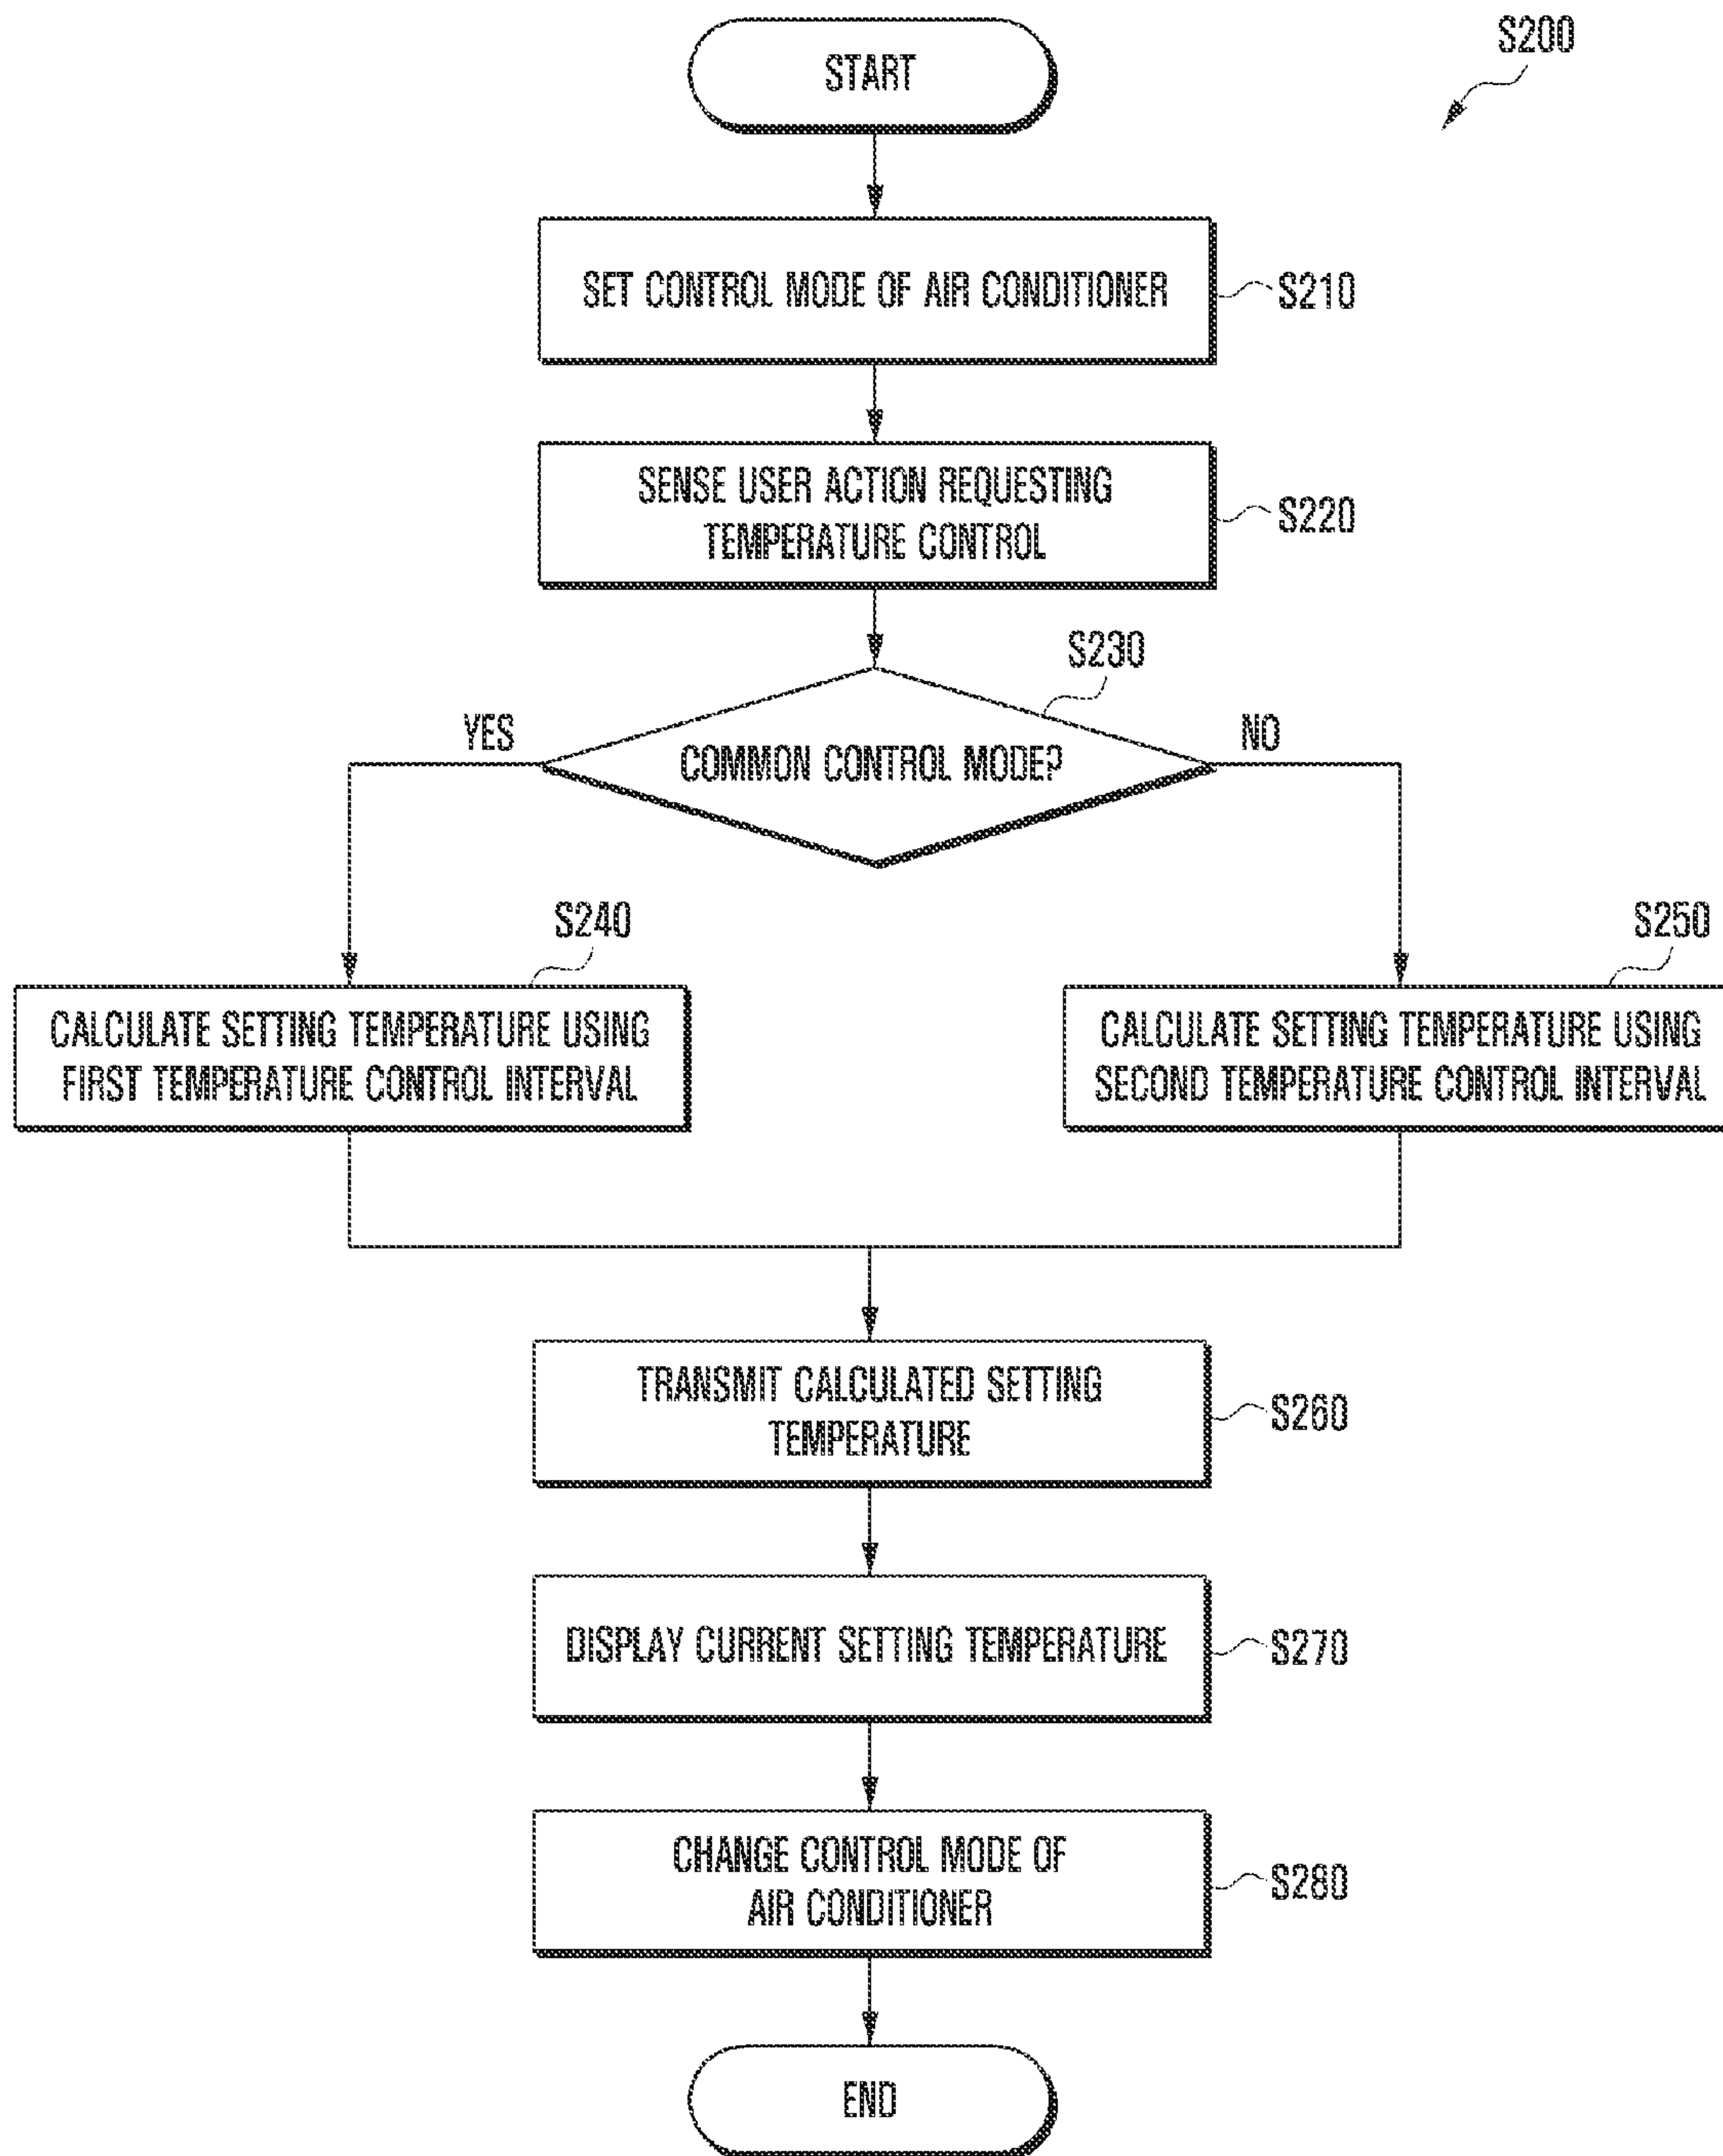 S200
START
SET CONTROL MODE OF AIR CONDITIONER
S210
SENSE USER ACTION REQUESTING
TEMPERATURE CONTROL
S220
S230
YES
COMMON CONTROL MODE?
NO
S240
CALCULATE SETTING TEMPERATURE USING
FIRST TEMPERATURE CONTROL INTERVAL
S250
CALCULATE SETTING TEMPERATURE USING
SECOND TEMPERATURE CONTROL INTERVAL
TRANSMIT CALCULATED SETTING
TEMPERATURE
S260
DISPLAY CURRENT SETTING TEMPERATURE
S270
CHANGE CONTROL MODE OF
AIR CONDITIONER
S280
END